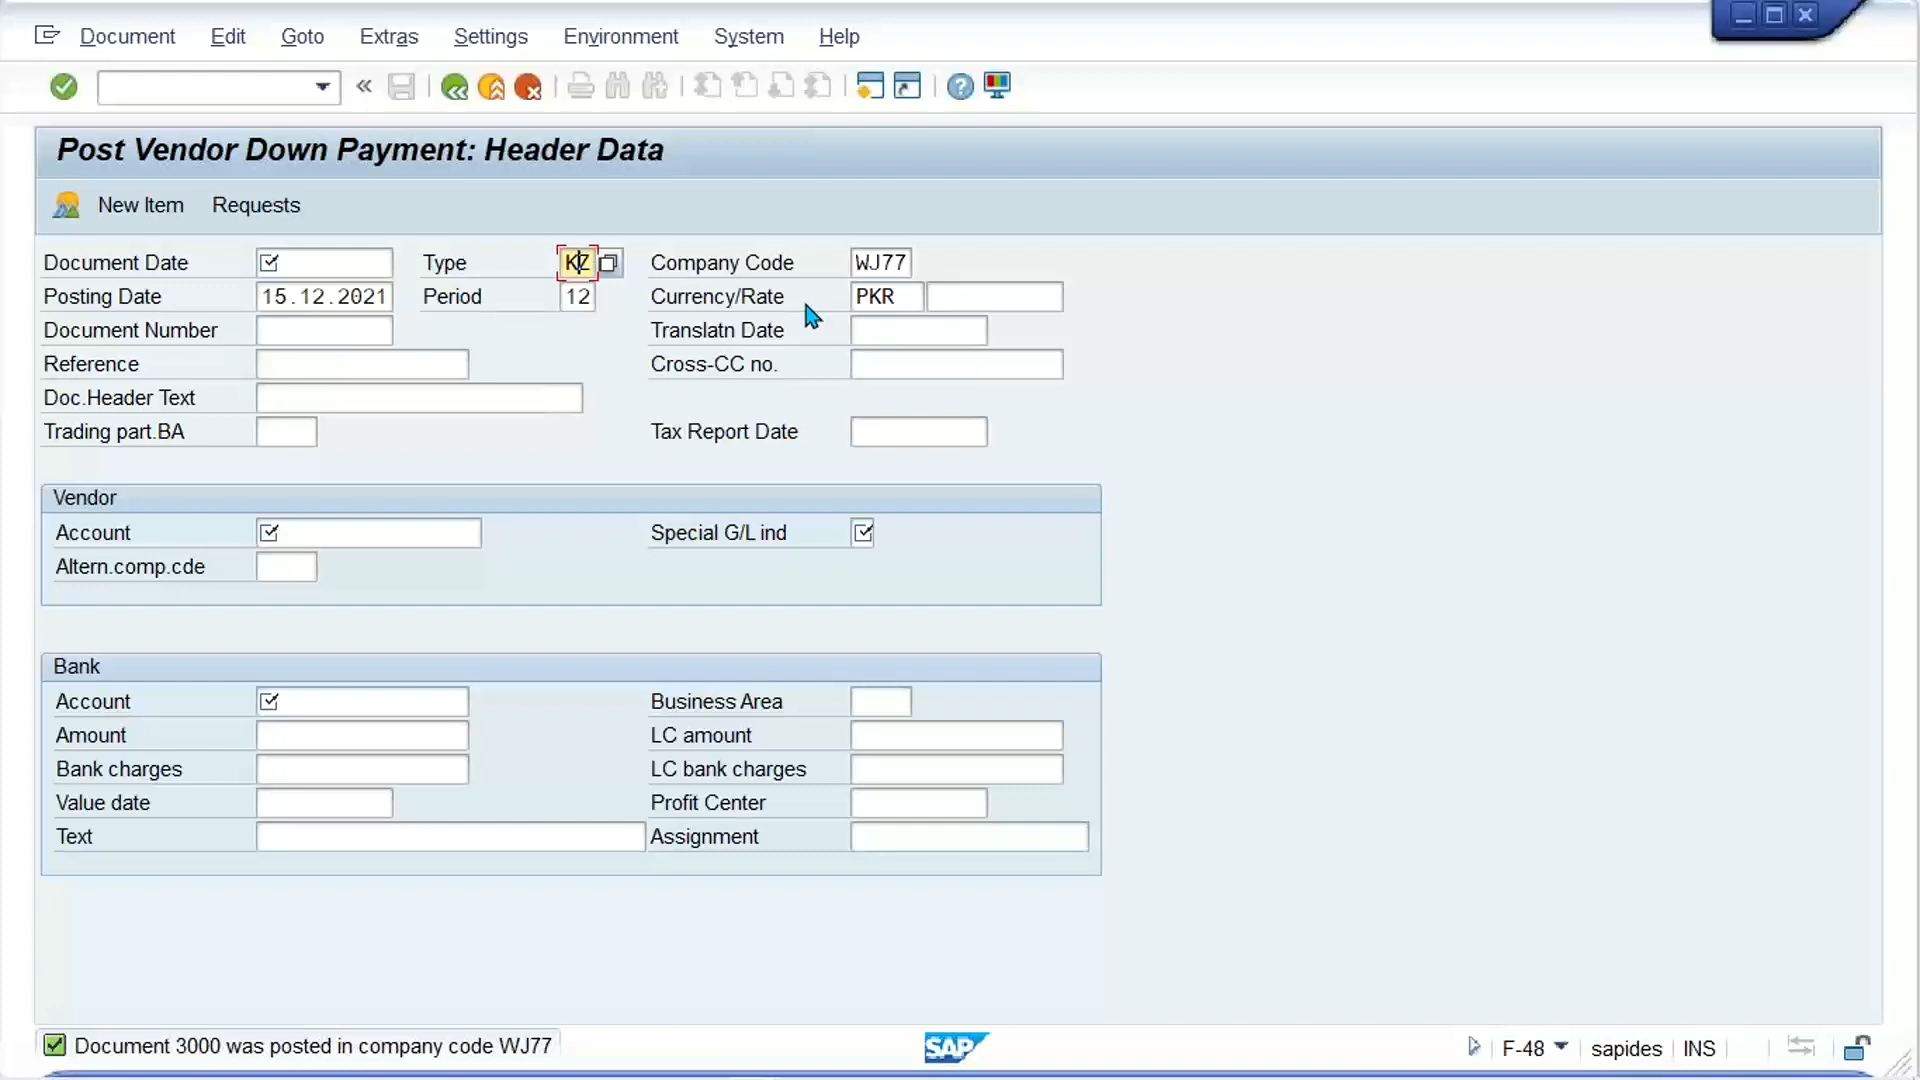 Document Edit Goto Extras Settings Environment System Help
Post Vendor Down Payment: Header Data
New Item Requests
Document Date Type KZ Company Code WJ77
Posting Date 15.12.2021 Period 12 Currency/Rate PKR
Document Number Translatn Date
Reference Cross-CC no.
Doc.Header Text
Trading part.BA Tax Report Date
Vendor
Account Special G/L ind
Altern.comp.cde
Bank
Account Business Area
Amount LC amount
Bank charges LC bank charges
Value date Profit Center
Text Assignment
Document 3000 was posted in company code WJ77 SAP F-48 sapides INS